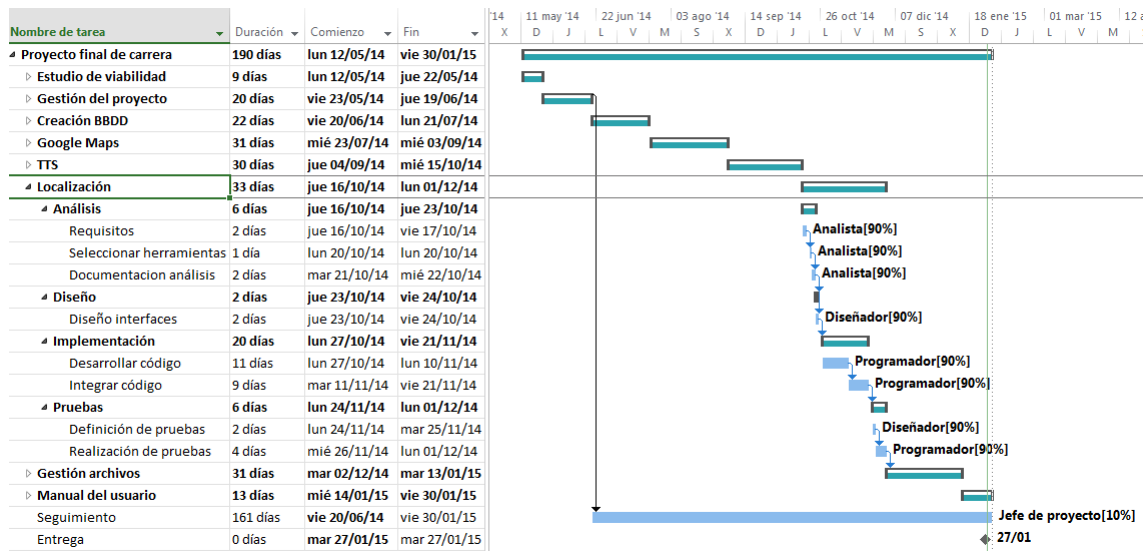 '14 11 may '14 22 jun '14 03 ago '14 14 sep '14 26 oct '14 07 dic '14 18 ene '15 01 mar '15 12
Nombre de tarea Duración Comienzo Fin X D J L V M S X D J L V M S X D J L V M
Proyecto final de carrera 190 días lun 12/05/14 vie 30/01/15
Estudio de viabilidad 9 días lun 12/05/14 jue 22/05/14
Gestión del proyecto 20 días vie 23/05/14 jue 19/06/14
Creación BBDD 22 días vie 20/06/14 lun 21/07/14
Google Maps 31 días mié 23/07/14 mié 03/09/14
TTS 30 días jue 04/09/14 mié 15/10/14
Localización 33 días jue 16/10/14 lun 01/12/14
Análisis 6 días jue 16/10/14 jue 23/10/14
Requisitos 2 días jue 16/10/14 vie 17/10/14 Analista[90%]
Seleccionar herramientas 1 día lun 20/10/14 lun 20/10/14 Analista[90%]
Documentacion análisis 2 días mar 21/10/14 mié 22/10/14 Analista[90%]
Diseño 2 días jue 23/10/14 vie 24/10/14
Diseño interfaces 2 días jue 23/10/14 vie 24/10/14 Diseñador[90%]
Implementación 20 días lun 27/10/14 vie 21/11/14
Desarrollar código 11 días lun 27/10/14 lun 10/11/14 Programador[90%]
Integrar código 9 días mar 11/11/14 vie 21/11/14 Programador[90%]
Pruebas 6 días lun 24/11/14 lun 01/12/14
Definición de pruebas 2 días lun 24/11/14 mar 25/11/14 Diseñador[90%]
Realización de pruebas 4 días mié 26/11/14 lun 01/12/14 Programador[90%]
Gestión archivos 31 días mar 02/12/14 mar 13/01/15
Manual del usuario 13 días mié 14/01/15 vie 30/01/15
Seguimiento 161 días vie 20/06/14 vie 30/01/15 Jefe de proyecto[10%]
Entrega 0 días mar 27/01/15 mar 27/01/15 27/01